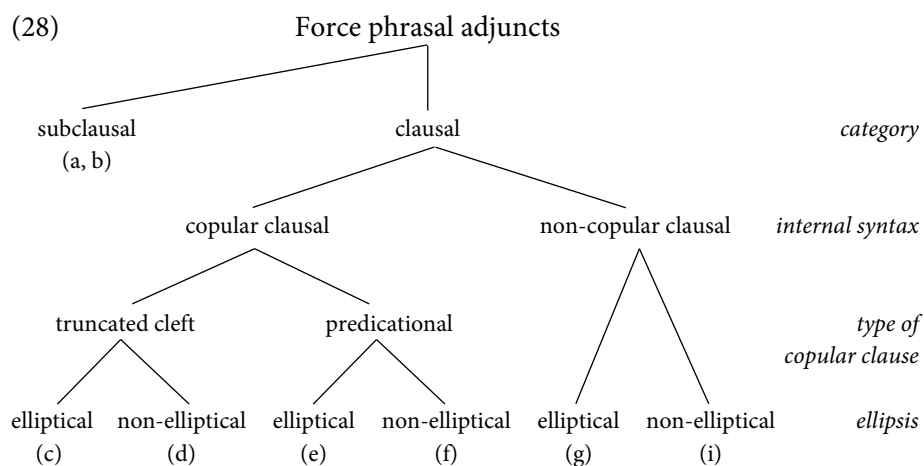 (28) Force phrasal adjuncts
subclausal clausal category
(a, b)
copular clausal non-copular clausal internal syntax
truncated cleft predicational type of
copular clause
elliptical non-elliptical elliptical non-elliptical elliptical non-elliptical ellipsis
(c) (d) (e) (f) (g) (i)